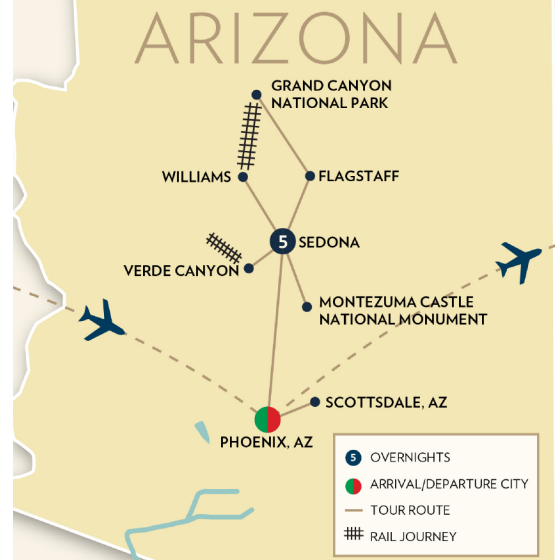 ARIZONA
GRAND CANYON
NATIONAL PARK
WILLIAMS
FLAGSTAFF
5
SEDONA
VERDE CANYON
MONTEZUMA CASTLE
NATIONAL MONUMENT
SCOTTSDALE, AZ
PHOENIX, AZ
5 OVERNIGHTS
ARRIVAL/DEPARTURE CITY
TOUR ROUTE
RAIL JOURNEY